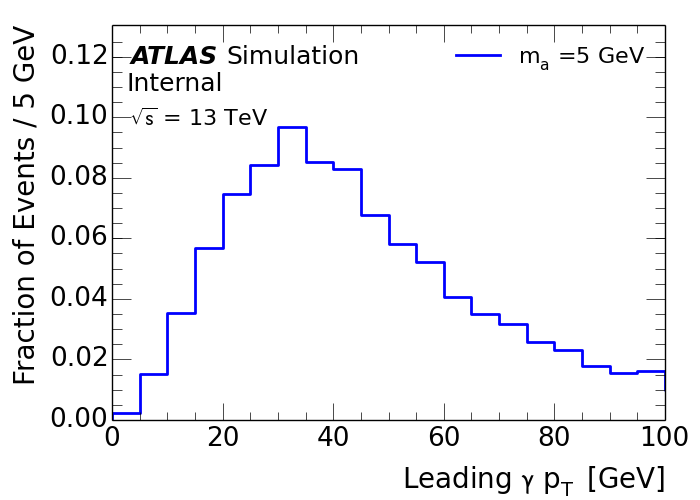 Fraction of Events / 5 GeV
0.12
0.10
0.08
0.06
0.04
0.02
0.00
ATLAS Simulation
Internal
√s = 13 TeV
mₐ =5 GeV
0 20 40 60 80 100
Leading γ p_T [GeV]